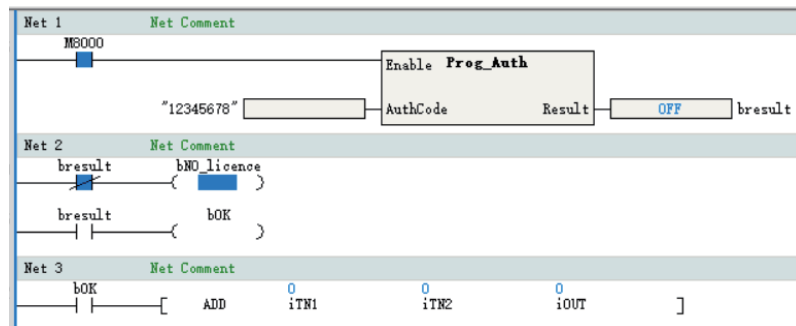 Net 1 Net Comment
M8000
Enable Prog_Auth
"12345678" AuthCode Result OFF bresult
Net 2 Net Comment
bresult bNO_licence
bresult bOK
Net 3 Net Comment
bOK 0 0 0
ADD iTN1 iTN2 iOUT